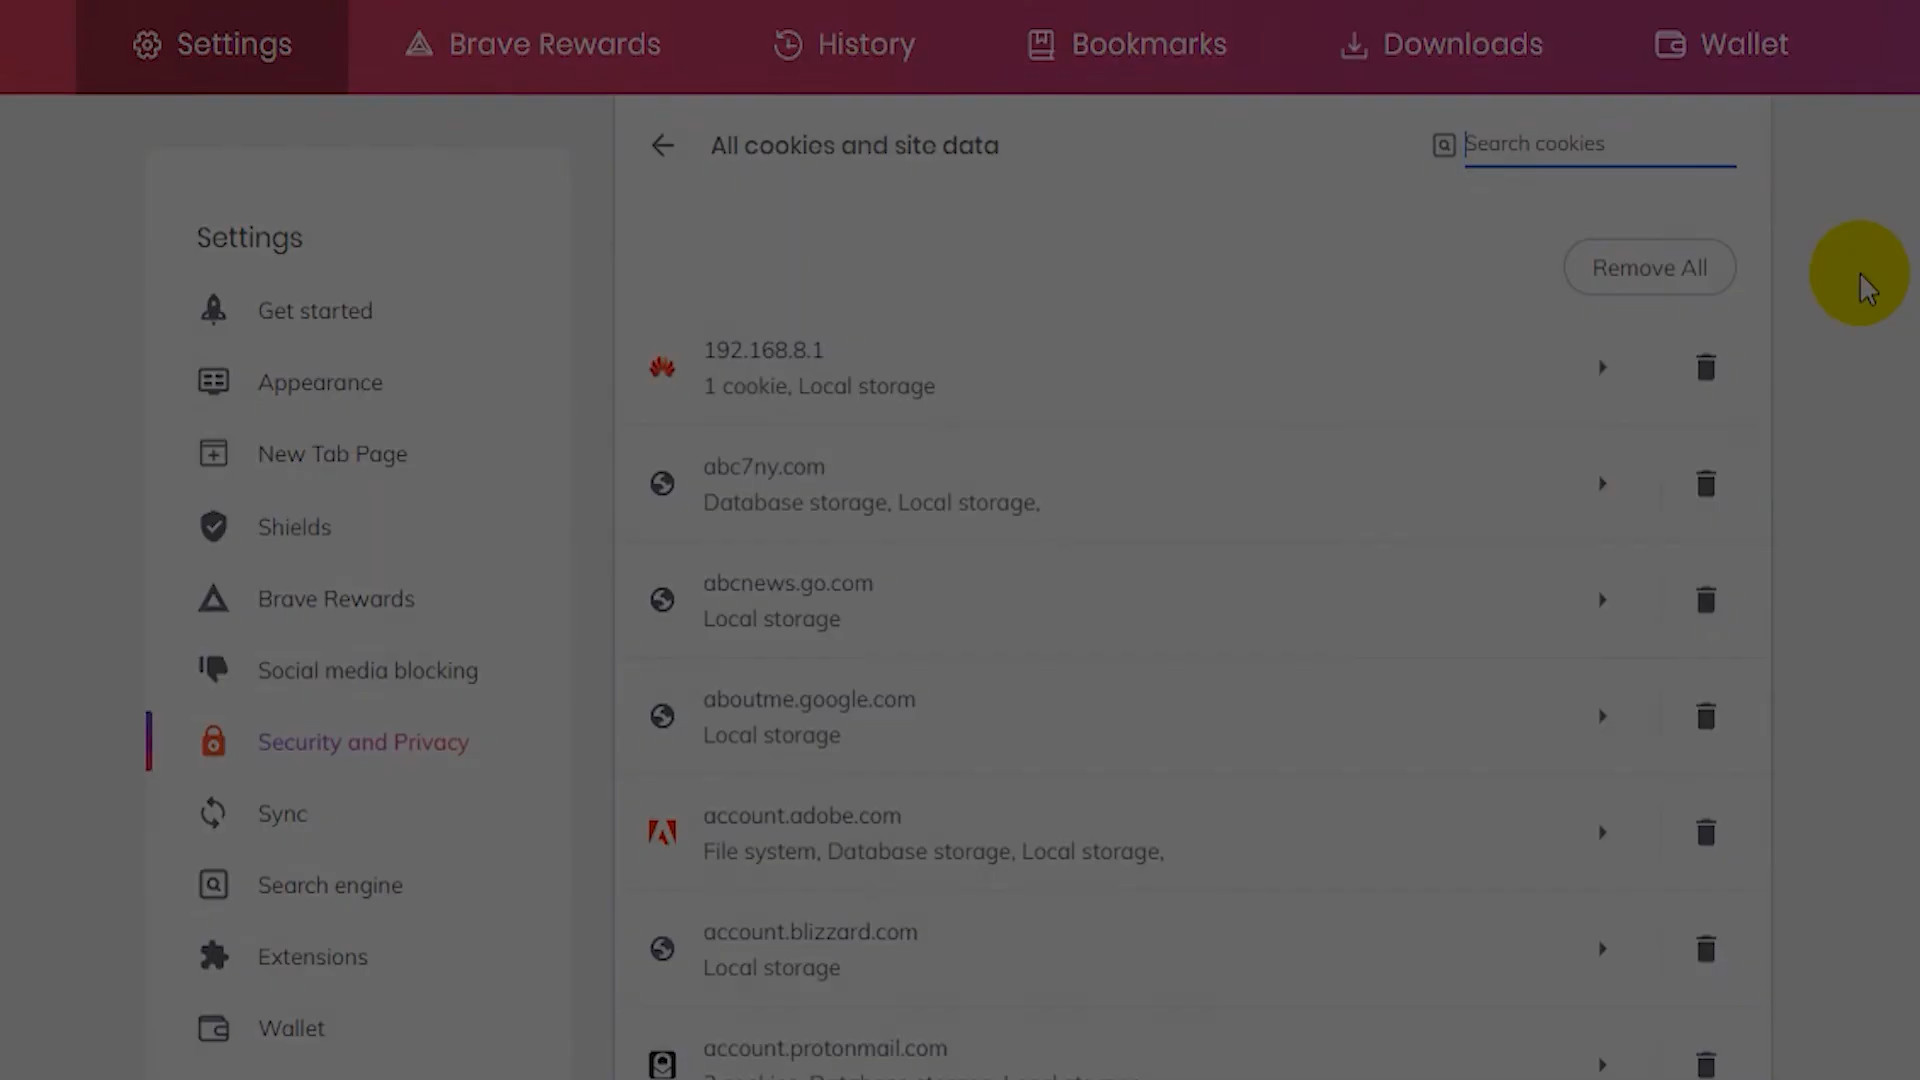 Settings
Brave Rewards
History
Bookmarks
Downloads
Wallet
All cookies and site data
Search cookies
Remove All
Settings
Get started
Appearance
New Tab Page
Shields
Brave Rewards
Social media blocking
Security and Privacy
Sync
Search engine
Extensions
Wallet
192.168.8.1
1 cookie, Local storage
abc7ny.com
Database storage, Local storage,
abcnews.go.com
Local storage
aboutme.google.com
Local storage
account.adobe.com
File system, Database storage, Local storage,
account.blizzard.com
Local storage
account.protonmail.com